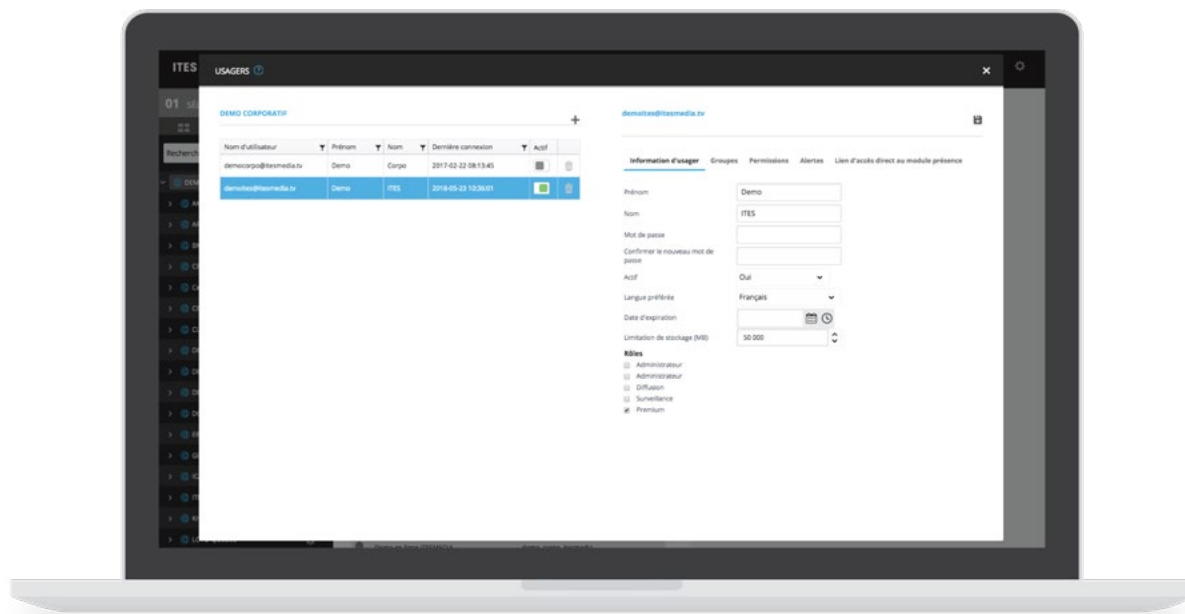 ITES
USAGERS ?
01
DEMO CORPORATIF
+
Nom d'utilisateur Prénom Nom Dernière connexion Actif
democorpo@itesmedia.tv Demo Corpo 2017-02-22 08:13:45
demoites@itesmedia.tv Demo ITES 2018-05-23 10:36:01
demoites@itesmedia.tv
Information d'usager Groupes Permissions Alertes Lien d'accès direct au module présence
Prénom Demo
Nom ITES
Mot de passe
Confirmer le nouveau mot de
passe
Actif Oui
Langue préférée Français
Date d'expiration
Limitation de stockage (MB) 50 000
Rôles
Administrateur
Administrateur
Diffusion
Surveillance
Premium
Recherch
DEM